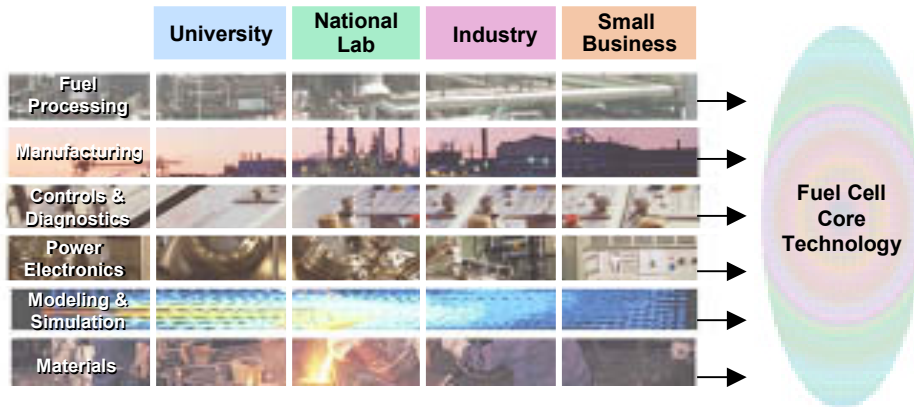 University
National
Lab
Industry
Small
Business
Fuel
Processing
Manufacturing
Controls &
Diagnostics
Power
Electronics
Modeling &
Simulation
Materials
Fuel Cell
Core
Technology